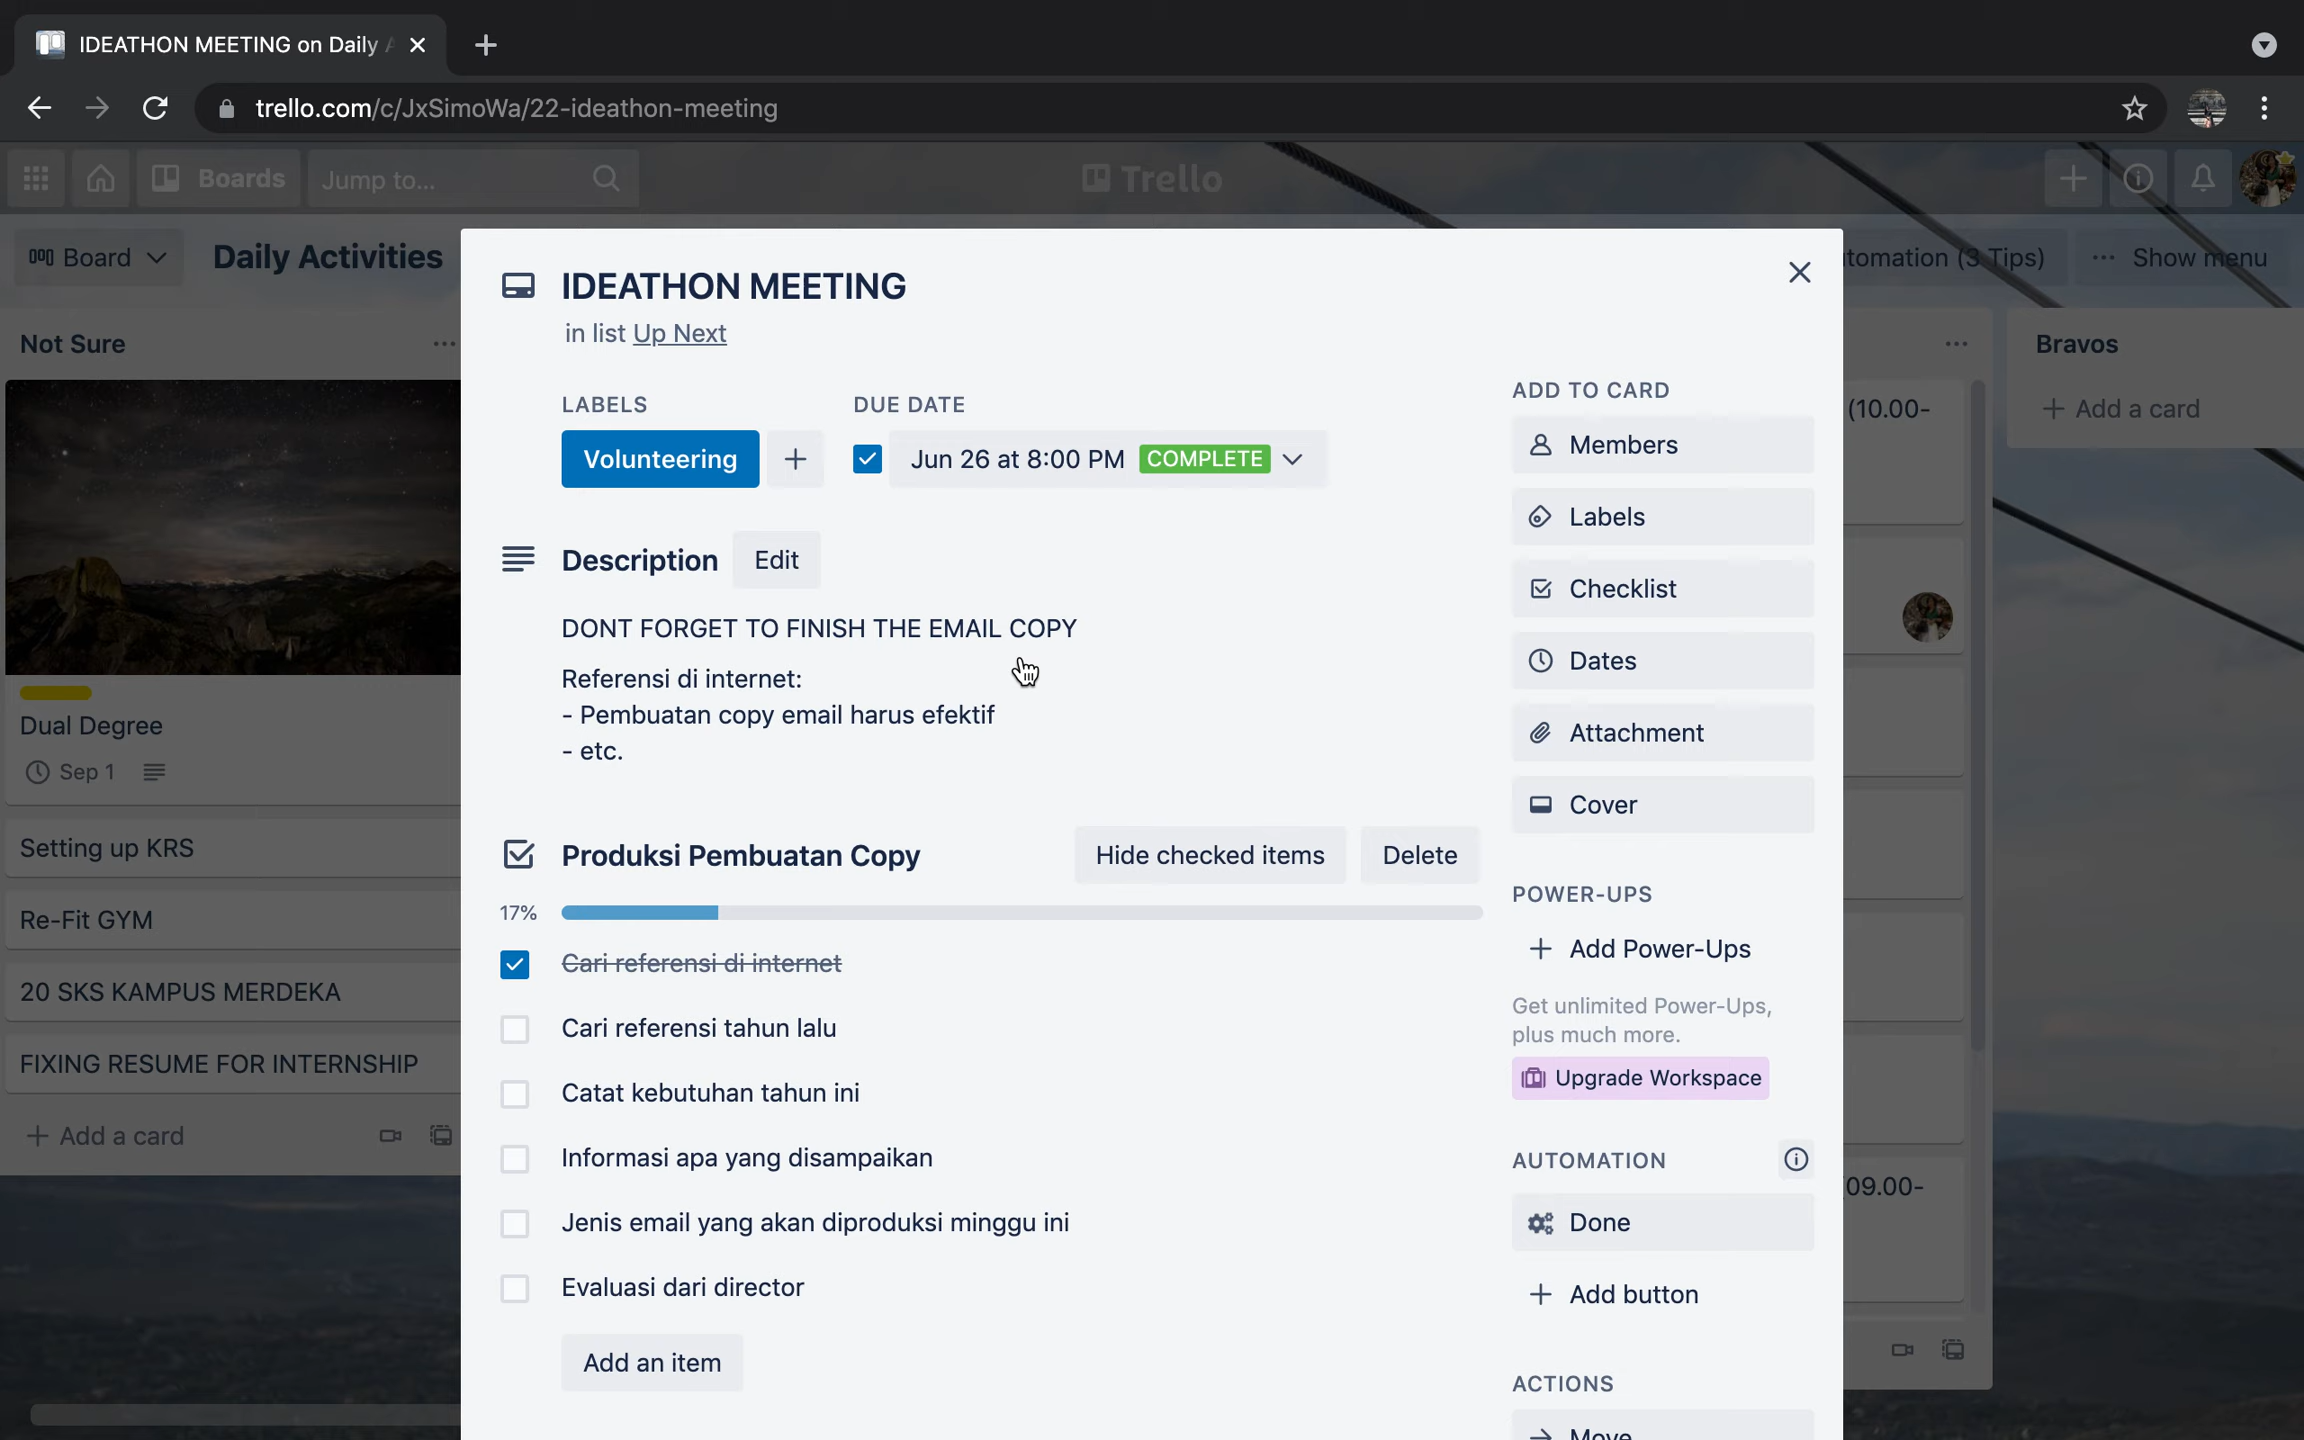 IDEATHON MEETING on Daily
trello.com/c/JxSimoWa/22-ideathon-meeting
Boards
Jump to...
Trello
Board
Daily Activities
tomation (3 Tips)
Show menu
Not Sure
Dual Degree
Sep 1
Setting up KRS
Re-Fit GYM
20 SKS KAMPUS MERDEKA
FIXING RESUME FOR INTERNSHIP
+ Add a card
IDEATHON MEETING
in list Up Next
LABELS
DUE DATE
Volunteering
+
Jun 26 at 8:00 PM COMPLETE
Description
Edit
DONT FORGET TO FINISH THE EMAIL COPY
Referensi di internet:
- Pembuatan copy email harus efektif
- etc.
Produksi Pembuatan Copy
Hide checked items
Delete
17%
Cari referensi di internet
Cari referensi tahun lalu
Catat kebutuhan tahun ini
Informasi apa yang disampaikan
Jenis email yang akan diproduksi minggu ini
Evaluasi dari director
Add an item
ADD TO CARD
Members
Labels
Checklist
Dates
Attachment
Cover
POWER-UPS
+ Add Power-Ups
Get unlimited Power-Ups,
plus much more.
Upgrade Workspace
AUTOMATION
Done
+ Add button
ACTIONS
Move
(10.00-
09.00-
Bravos
+ Add a card